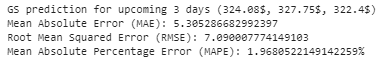 GS prediction for upcoming 3 days (324.08$, 327.75$, 322.4$)
Mean Absolute Error (MAE): 5.305286682992397
Root Mean Squared Error (RMSE): 7.090007774149103
Mean Absolute Percentage Error (MAPE): 1.9680522149142259%